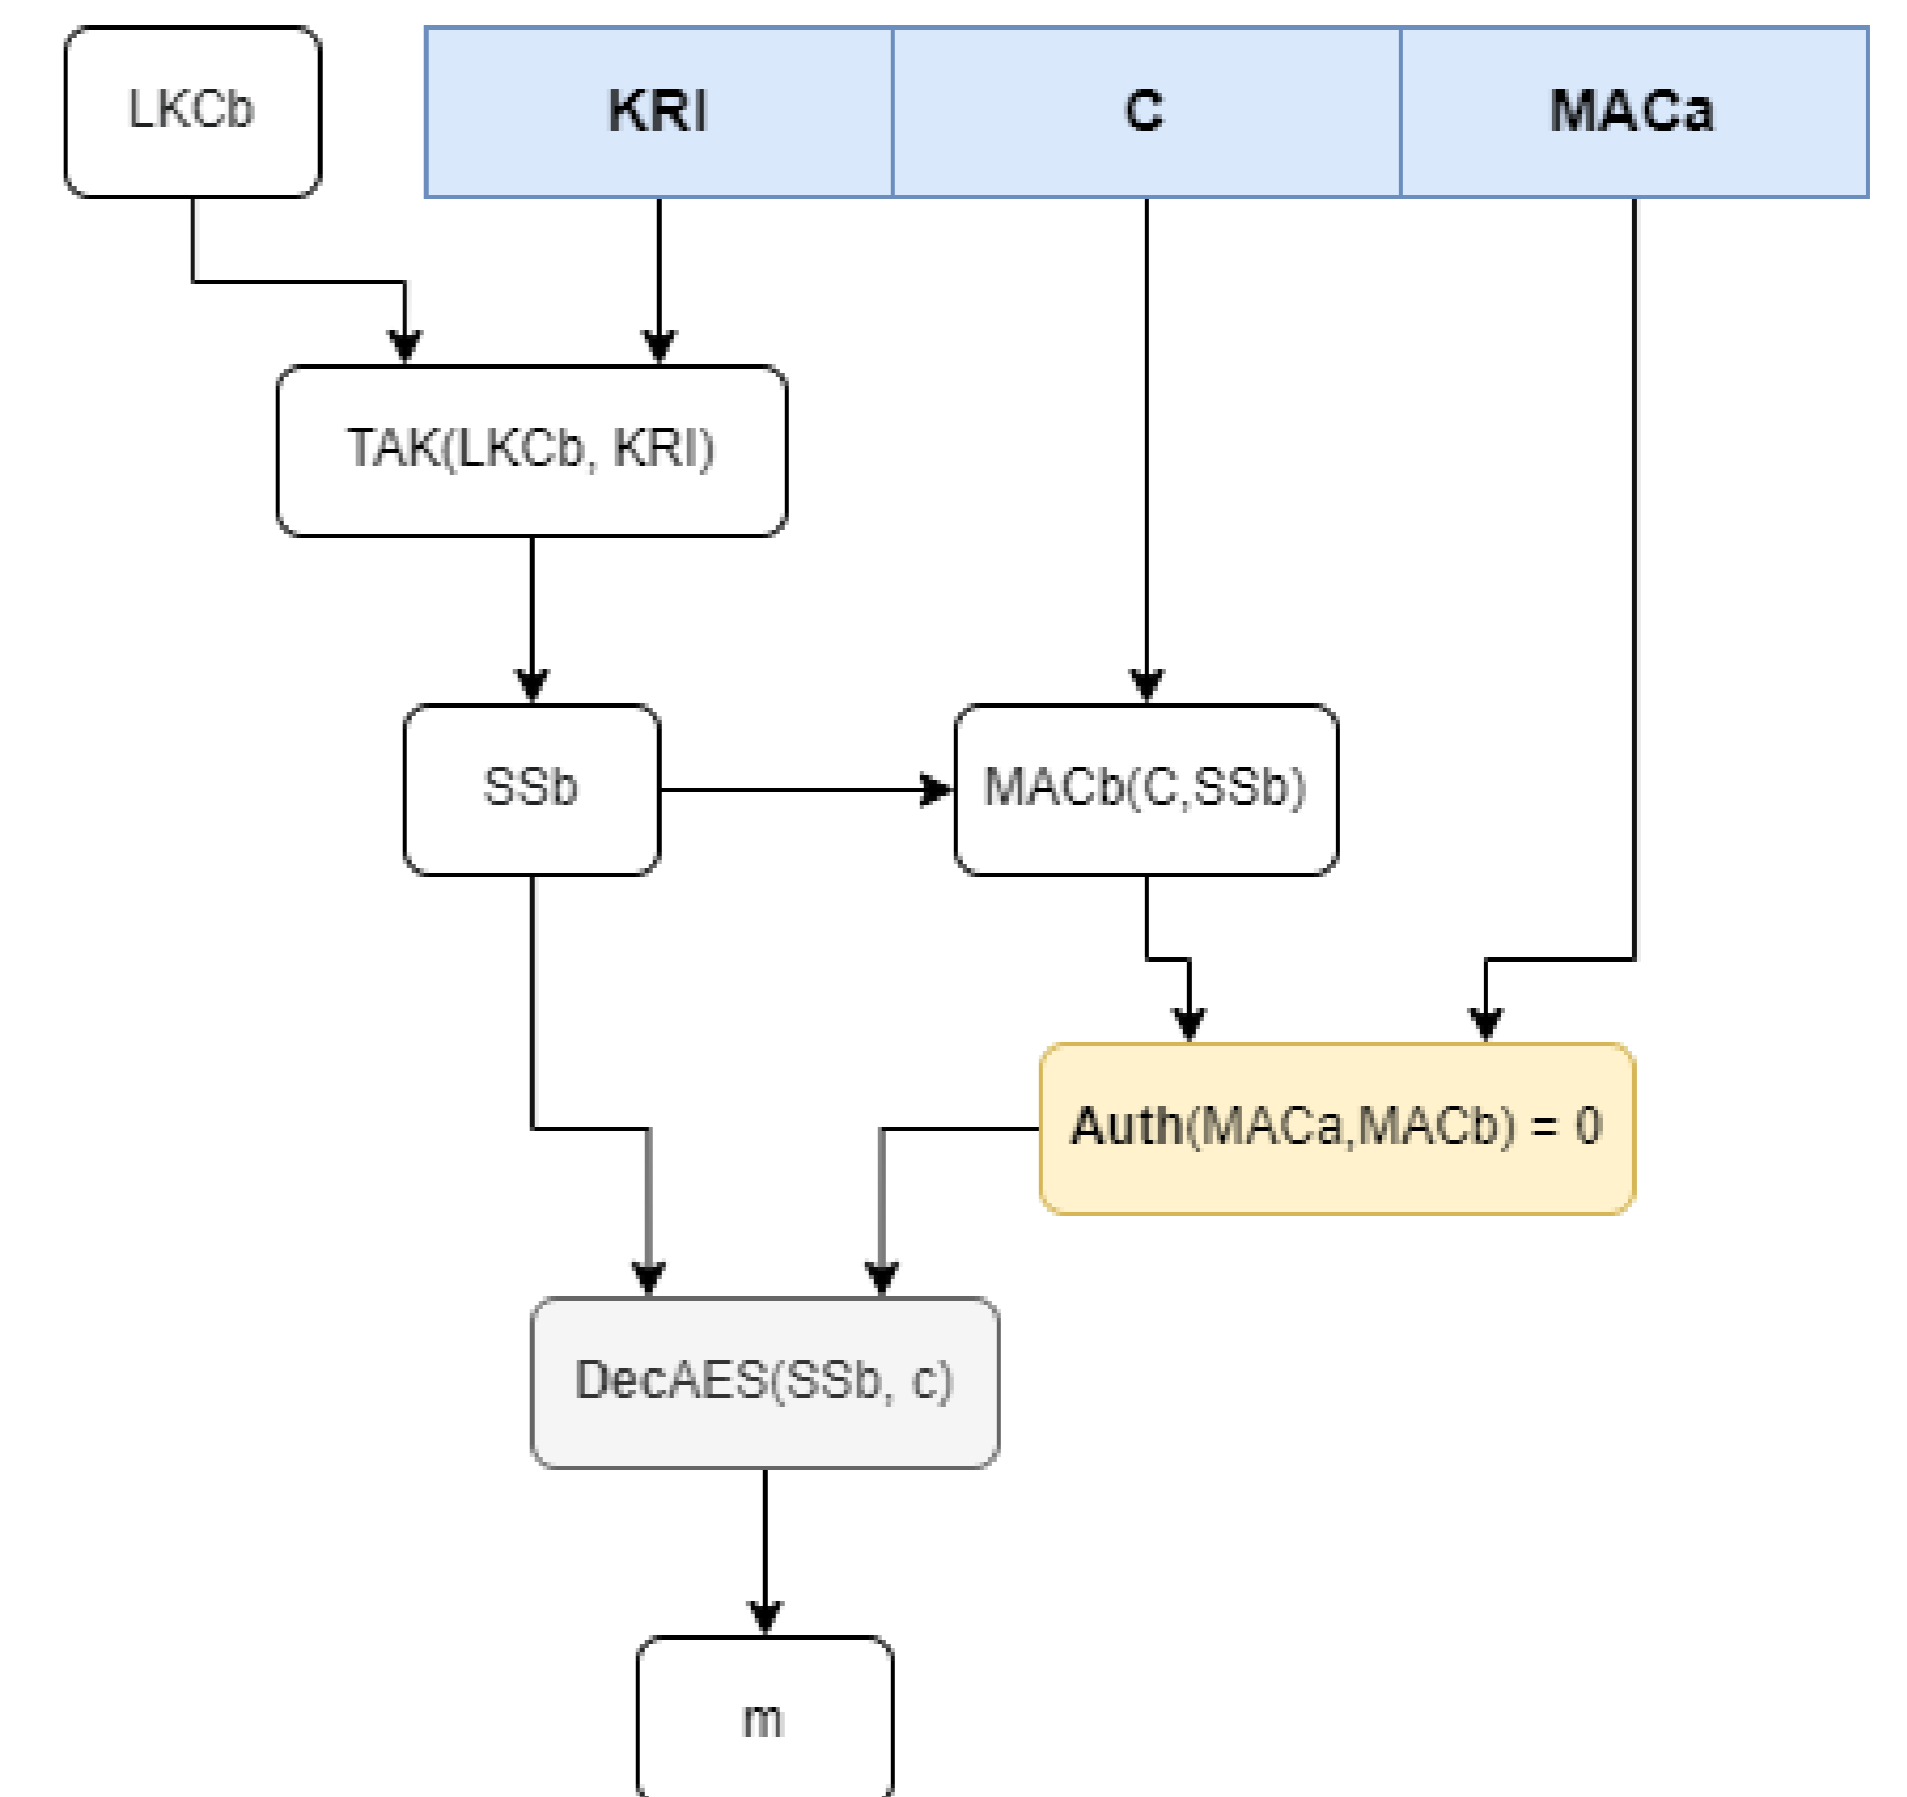 LKCb
KRI
C
MACa
TAK(LKCb, KRI)
SSb
MACb(C,SSb)
Auth(MACa,MACb) = 0
DecAES(SSb, c)
m